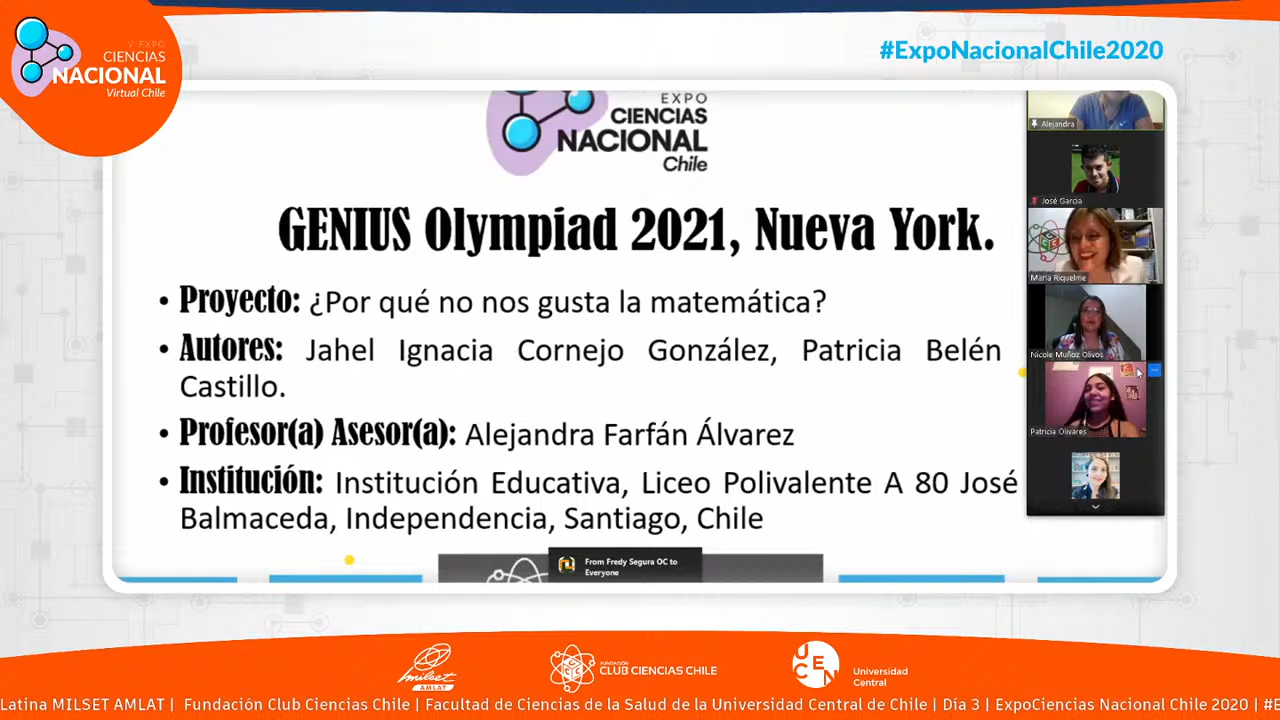 V EXPO
CIENCIAS
NACIONAL
Virtual Chile
#ExpoNacionalChile2020
EXPO
CIENCIAS
NACIONAL
Chile
GENIUS Olympiad 2021, Nueva York.
• Proyecto: ¿Por qué no nos gusta la matemática?
• Autores: Jahel Ignacia Cornejo González, Patricia Belén
Castillo.
• Profesor(a) Asesor(a): Alejandra Farfán Álvarez
• Institución: Institución Educativa, Liceo Polivalente A 80 José
Balmaceda, Independencia, Santiago, Chile
Alejandra
José Garcia
Maria Riquelme
Nicole Muñoz Olivos
Patricia Olivares
From Fredy Segura OC to
Everyone
milset
AMLAT
FUNDACIÓN
CLUB CIENCIAS CHILE
UCEN
Universidad
Central
Latina MILSET AMLAT | Fundación Club Ciencias Chile | Facultad de Ciencias de la Salud de la Universidad Central de Chile | Día 3 | ExpoCiencias Nacional Chile 2020 | #E